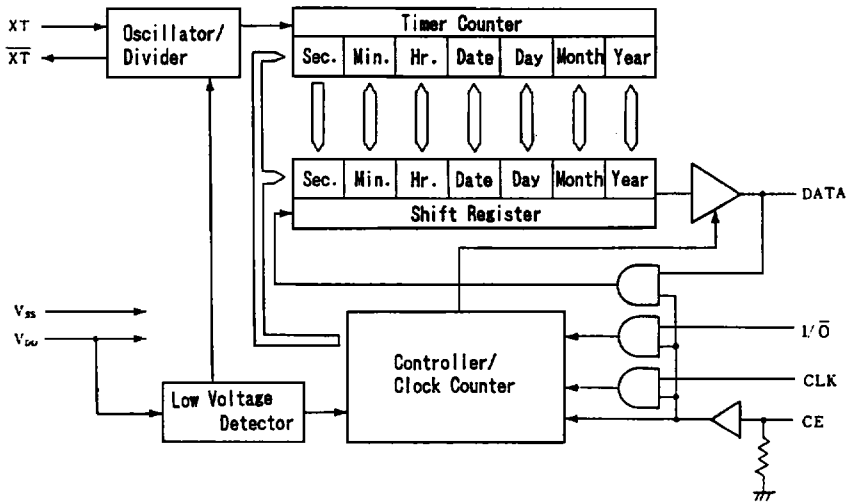 XT
X̅T̅
Oscillator/
Divider
Timer Counter
Sec. Min. Hr. Date Day Month Year
Sec. Min. Hr. Date Day Month Year
Shift Register
DATA
VSS
VDD
I/O̅
Controller/
Clock Counter
CLK
Low Voltage
Detector
CE